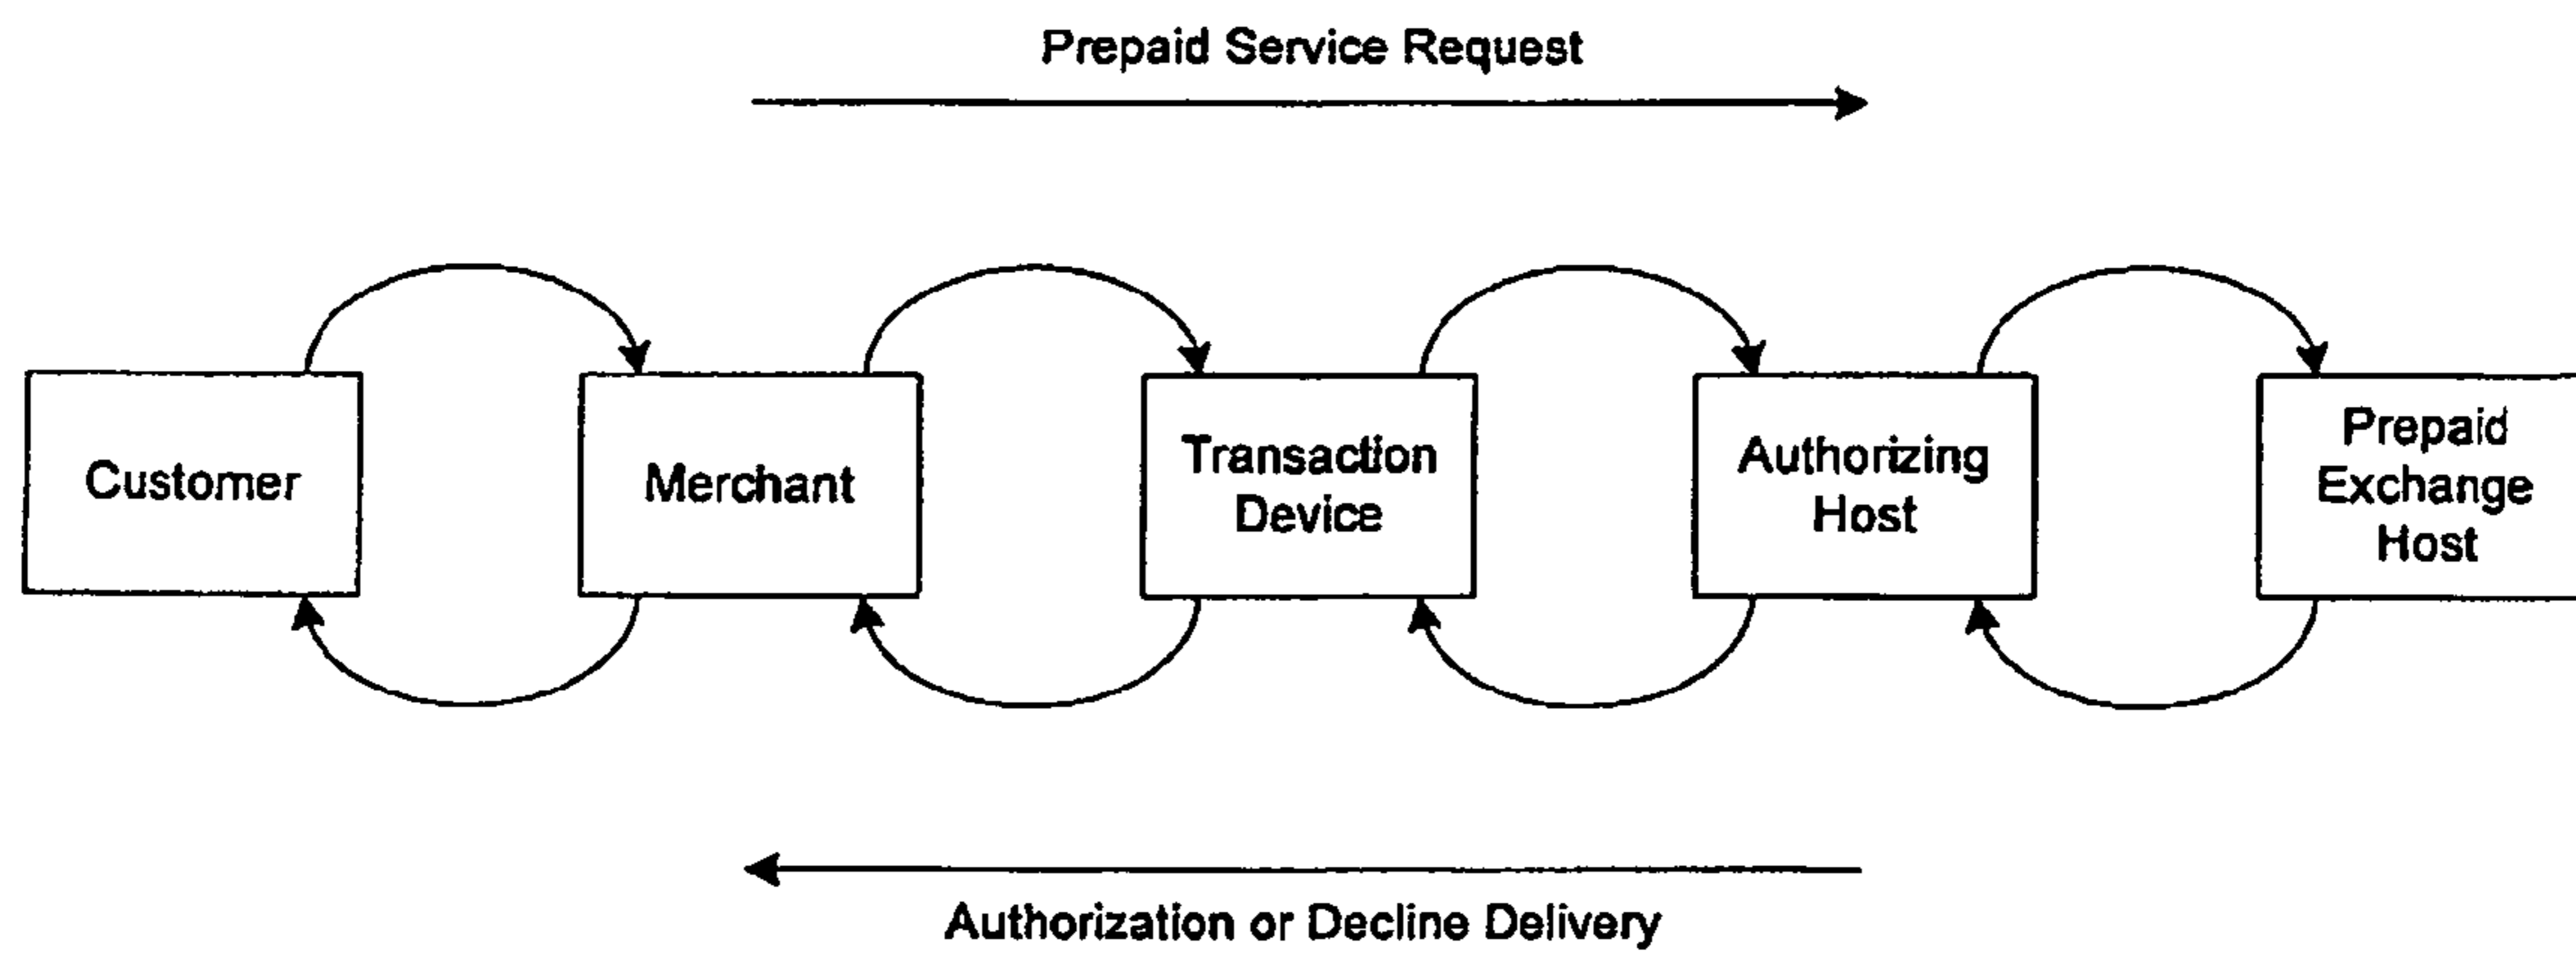 Prepaid Service Request
Customer
Merchant
Transaction
Device
Authorizing
Host
Prepaid
Exchange
Host
Authorization or Decline Delivery